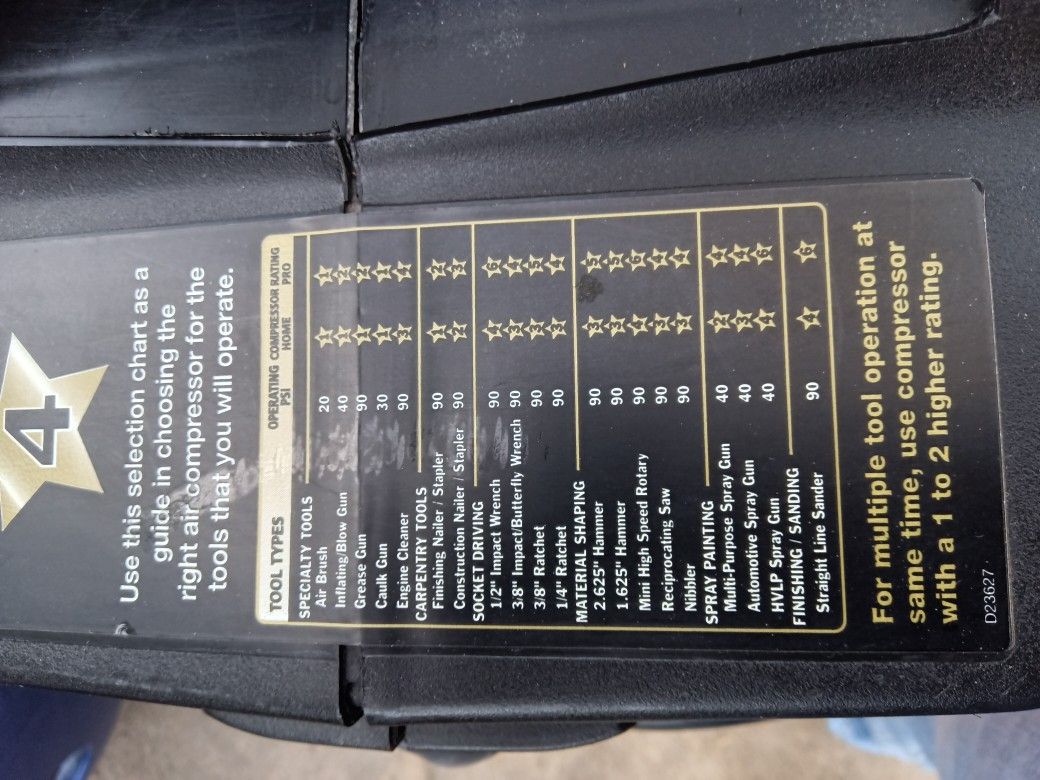 4
Use this selection chart as a
guide in choosing the
right air compressor for the
tools that you will operate.
TOOL TYPES OPERATING PSI COMPRESSOR RATING HOME PRO
SPECIALTY TOOLS
Air Brush 20
Inflating/Blow Gun 40
Grease Gun 90
Caulk Gun 30
Engine Cleaner 90
CARPENTRY TOOLS
Finishing Nailer / Stapler 90
Construction Nailer / Stapler 90
SOCKET DRIVING
1/2" Impact Wrench 90
3/8" Impact/Butterfly Wrench 90
3/8" Ratchet 90
1/4" Ratchet 90
MATERIAL SHAPING
2.625" Hammer 90
1.625" Hammer 90
Mini High Speed Rotary 90
Reciprocating Saw 90
Nibbler 90
SPRAY PAINTING
Multi-Purpose Spray Gun 40
Automotive Spray Gun 40
HVLP Spray Gun 40
FINISHING / SANDING
Straight Line Sander 90
For multiple tool operation at
same time, use compressor
with a 1 to 2 higher rating.
D23627